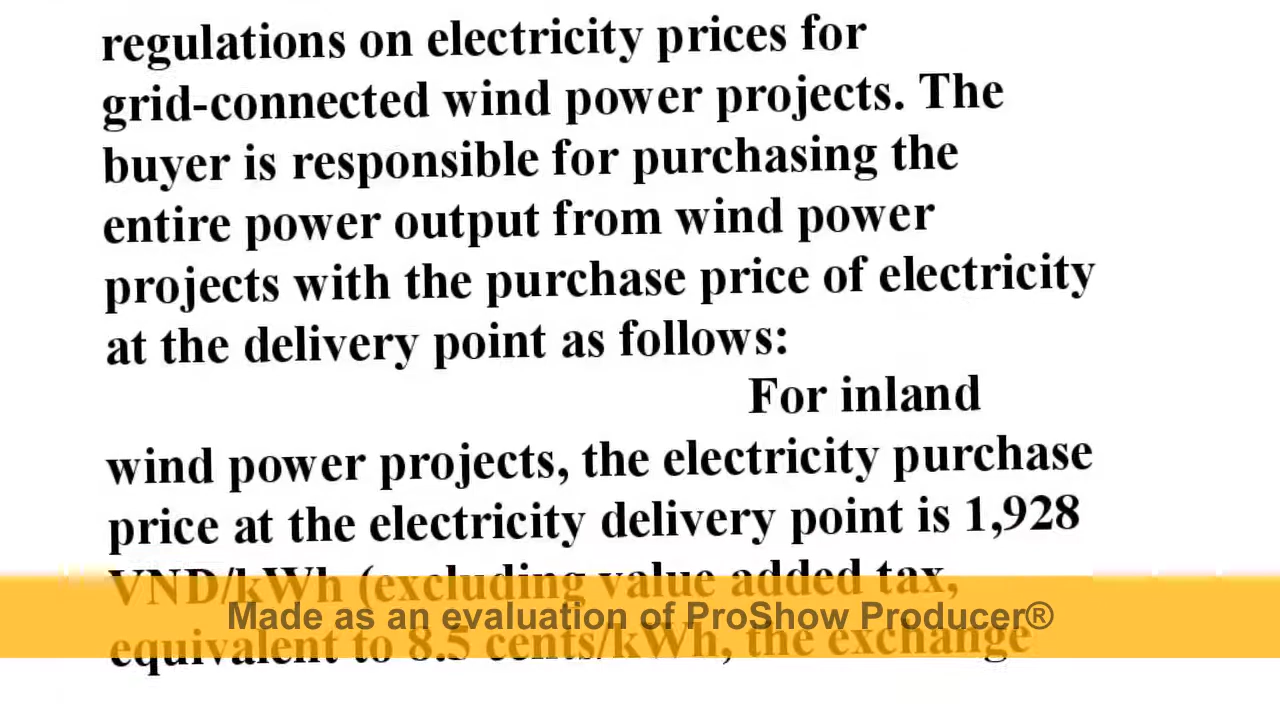 regulations on electricity prices for
grid-connected wind power projects. The
buyer is responsible for purchasing the
entire power output from wind power
projects with the purchase price of electricity
at the delivery point as follows:
For inland
wind power projects, the electricity purchase
price at the electricity delivery point is 1,928
VND/kWh (excluding value added tax,
Made as an evaluation of ProShow Producer®
equivalent to 8.5 cents/kWh, the exchange